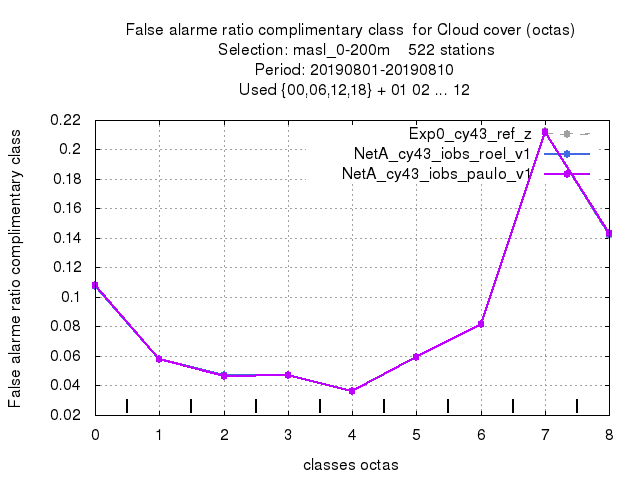 False alarme ratio complimentary class  for Cloud cover (octas)
Selection: masl_0-200m    522 stations
Period: 20190801-20190810
Used {00,06,12,18} + 01 02 ... 12
False alarme ratio complimentary class
0.22
0.2
0.18
0.16
0.14
0.12
0.1
0.08
0.06
0.04
0.02
Exp0_cy43_ref_z
NetA_cy43_iobs_roel_v1
NetA_cy43_iobs_paulo_v1
0 1 2 3 4 5 6 7 8
classes octas